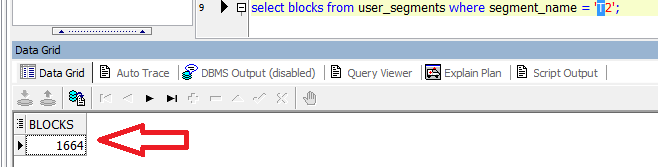 9 select blocks from user_segments where segment_name = 'T2';
Data Grid
Data Grid Auto Trace DBMS Output (disabled) Query Viewer Explain Plan Script Output
BLOCKS
1664